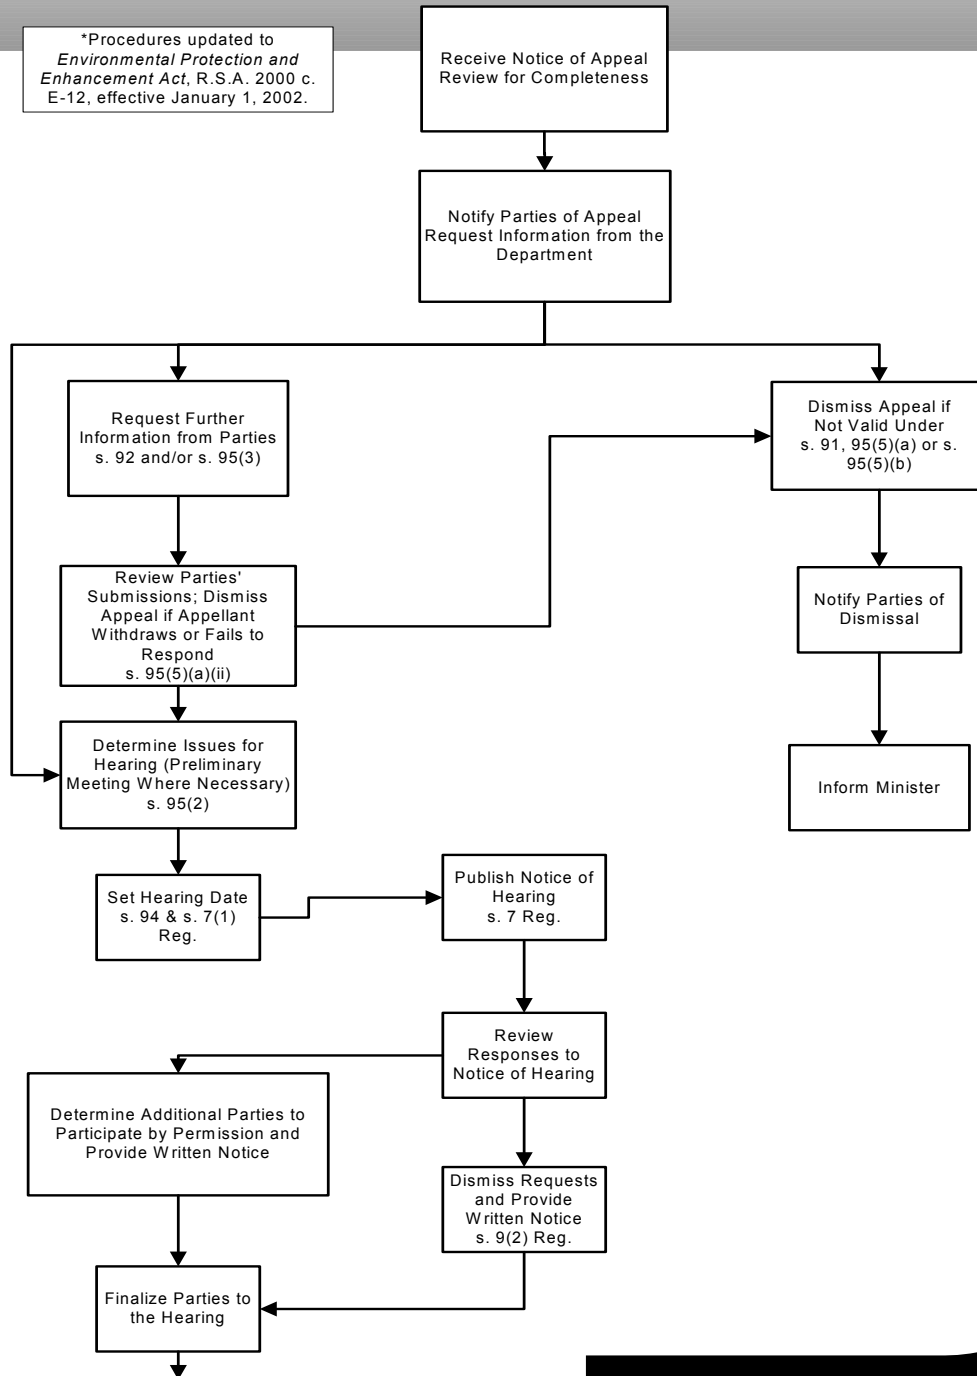 *Procedures updated to
Environmental Protection and
Enhancement Act, R.S.A. 2000 c.
E-12, effective January 1, 2002.
Receive Notice of Appeal
Review for Completeness
Notify Parties of Appeal
Request Information from the
Department
Request Further
Information from Parties
s. 92 and/or s. 95(3)
Dismiss Appeal if
Not Valid Under
s. 91, 95(5)(a) or s.
95(5)(b)
Review Parties'
Submissions; Dismiss
Appeal if Appellant
Withdraws or Fails to
Respond
s. 95(5)(a)(ii)
Notify Parties of
Dismissal
Determine Issues for
Hearing (Preliminary
Meeting Where Necessary)
s. 95(2)
Inform Minister
Set Hearing Date
s. 94 & s. 7(1)
Reg.
Publish Notice of
Hearing
s. 7 Reg.
Review
Responses to
Notice of Hearing
Determine Additional Parties to
Participate by Permission and
Provide Written Notice
Dismiss Requests
and Provide
Written Notice
s. 9(2) Reg.
Finalize Parties to
the Hearing